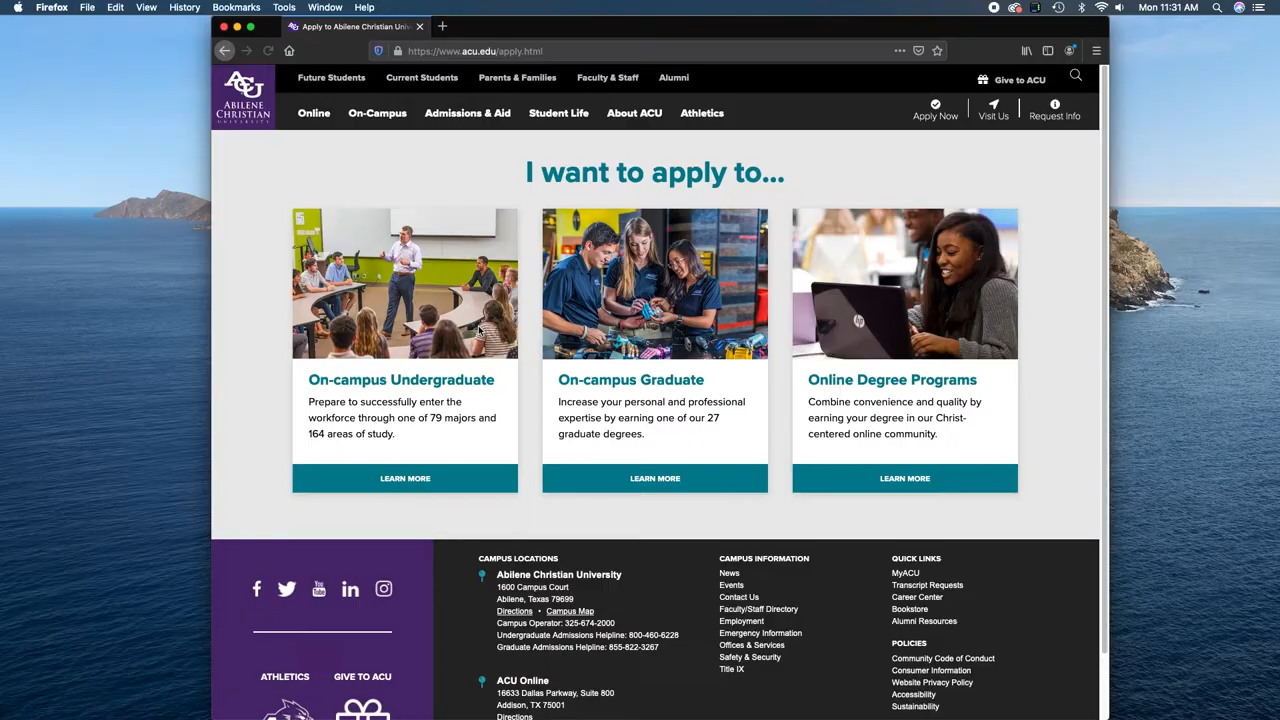 Firefox File Edit View History Bookmarks Tools Window Help
Mon 11:31 AM
Apply to Abilene Christian Univ
https://www.acu.edu/apply.html
ACU
ABILENE
CHRISTIAN
UNIVERSITY
Future Students Current Students Parents & Families Faculty & Staff Alumni
Give to ACU
Online On-Campus Admissions & Aid Student Life About ACU Athletics
Apply Now Visit Us Request Info
I want to apply to...
On-campus Undergraduate
Prepare to successfully enter the
workforce through one of 79 majors and
164 areas of study.
LEARN MORE
On-campus Graduate
Increase your personal and professional
expertise by earning one of our 27
graduate degrees.
LEARN MORE
hp
Online Degree Programs
Combine convenience and quality by
earning your degree in our Christ-
centered online community.
LEARN MORE
You
Tube
ATHLETICS GIVE TO ACU
CAMPUS LOCATIONS
Abilene Christian University
1600 Campus Court
Abilene, Texas 79699
Directions • Campus Map
Campus Operator: 325-674-2000
Undergraduate Admissions Helpline: 800-460-6228
Graduate Admissions Helpline: 855-822-3267
ACU Online
16633 Dallas Parkway, Suite 800
Addison, TX 75001
Directions
CAMPUS INFORMATION
News
Events
Contact Us
Faculty/Staff Directory
Employment
Emergency Information
Offices & Services
Safety & Security
Title IX
QUICK LINKS
MyACU
Transcript Requests
Career Center
Bookstore
Alumni Resources
POLICIES
Community Code of Conduct
Consumer Information
Website Privacy Policy
Accessibility
Sustainability